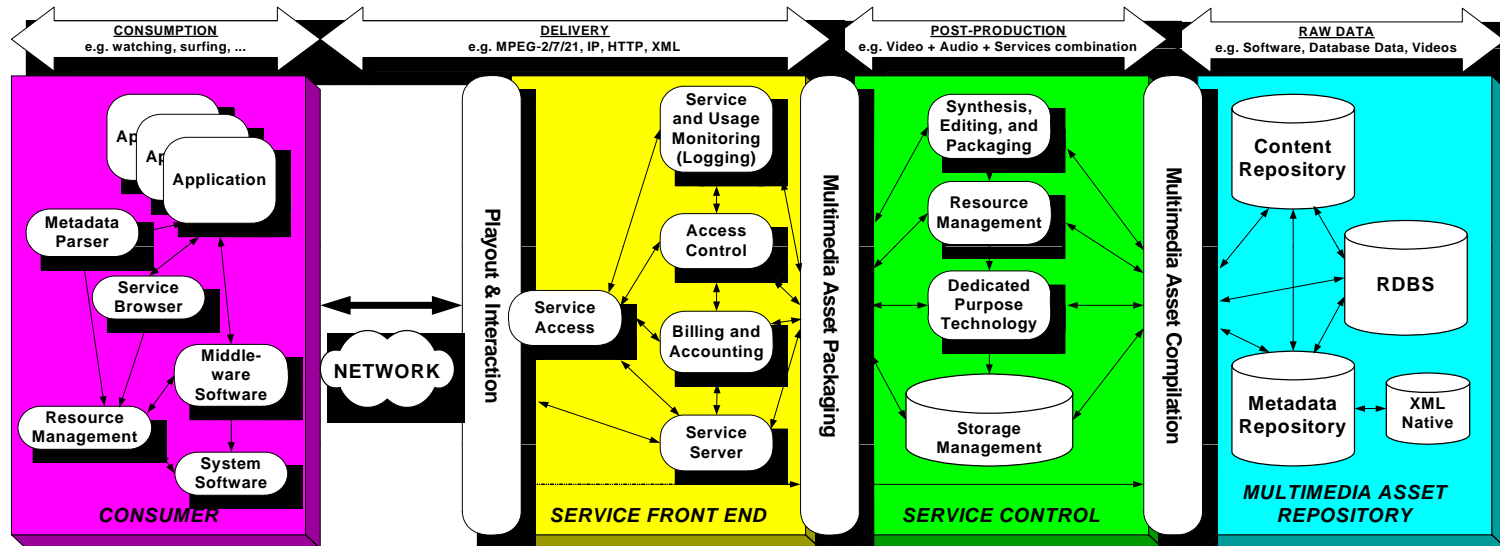 CONSUMPTION
e.g. watching, surfing, ...
DELIVERY
e.g. MPEG-2/7/21, IP, HTTP, XML
POST-PRODUCTION
e.g. Video + Audio + Services combination
RAW DATA
e.g. Software, Database Data, Videos
Ap
A
Application
Metadata
Parser
Service
Browser
Middle-
ware
Software
Resource
Management
System
Software
CONSUMER
NETWORK
Playout & Interaction
Service
and Usage
Monitoring
(Logging)
Access
Control
Service
Access
Billing and
Accounting
Service
Server
SERVICE FRONT END
Multimedia Asset Packaging
Synthesis,
Editing, and
Packaging
Resource
Management
Dedicated
Purpose
Technology
Storage
Management
SERVICE CONTROL
Multimedia Asset Compilation
Content
Repository
RDBS
Metadata
Repository
XML
Native
MULTIMEDIA ASSET
REPOSITORY